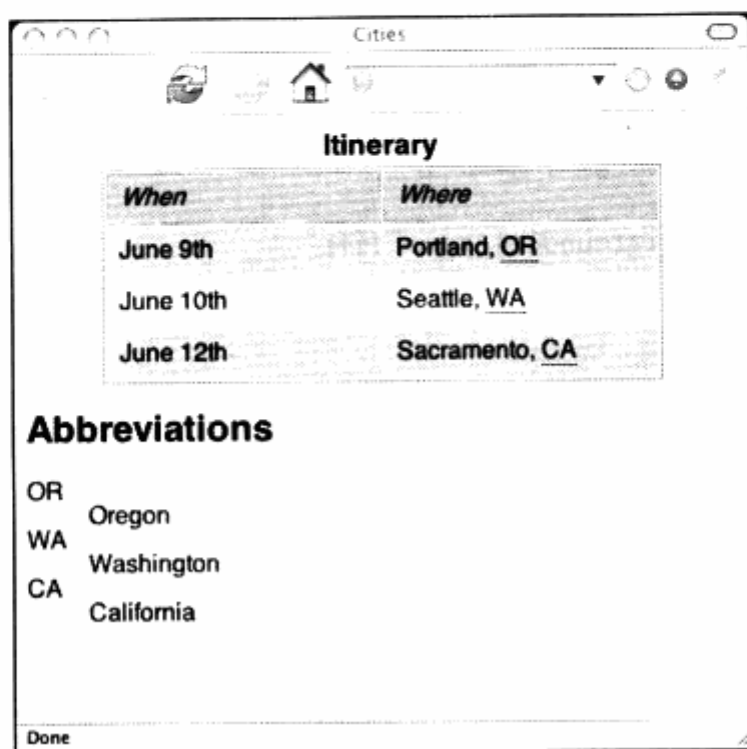 Cities
Itinerary
When Where
June 9th Portland, OR
June 10th Seattle, WA
June 12th Sacramento, CA
Abbreviations
OR
Oregon
WA
Washington
CA
California
Done